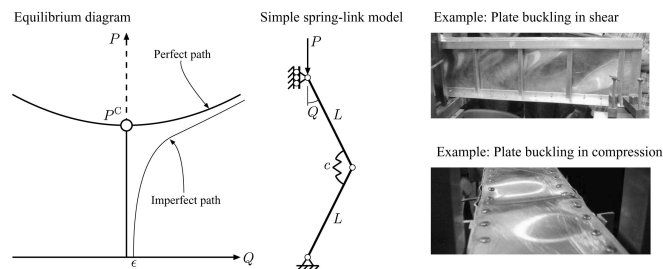 Equilibrium diagram
P
Perfect path
P^C
Imperfect path
ϵ
Q
Simple spring-link model
P
Q
L
c
L
Example: Plate buckling in shear
Example: Plate buckling in compression